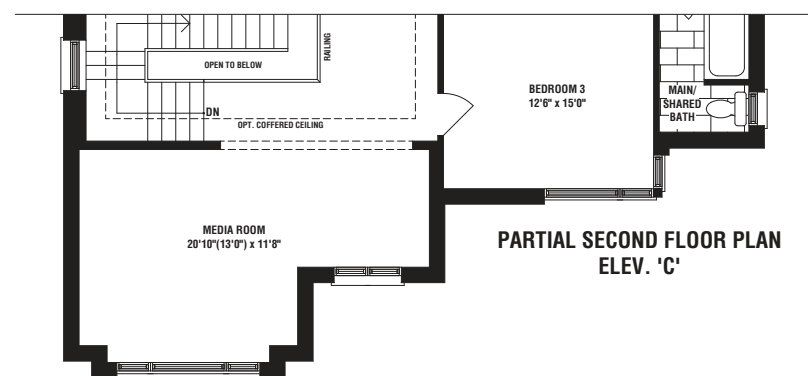 RAILING
OPEN TO BELOW
DN
OPT. COFFERED CEILING
BEDROOM 3
12'6" x 15'0"
MAIN/
SHARED
BATH
MEDIA ROOM
20'10"(13'0") x 11'8"
PARTIAL SECOND FLOOR PLAN
ELEV. 'C'